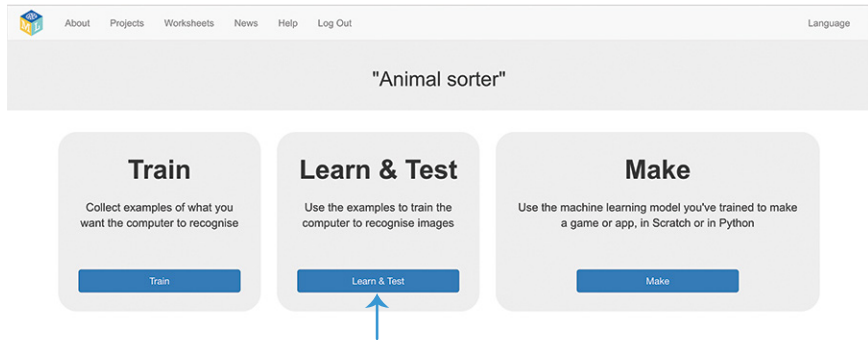 About Projects Worksheets News Help Log Out Language
"Animal sorter"
Train
Collect examples of what you
want the computer to recognise
Train
Learn & Test
Use the examples to train the
computer to recognise images
Learn & Test
Make
Use the machine learning model you've trained to make
a game or app, in Scratch or in Python
Make